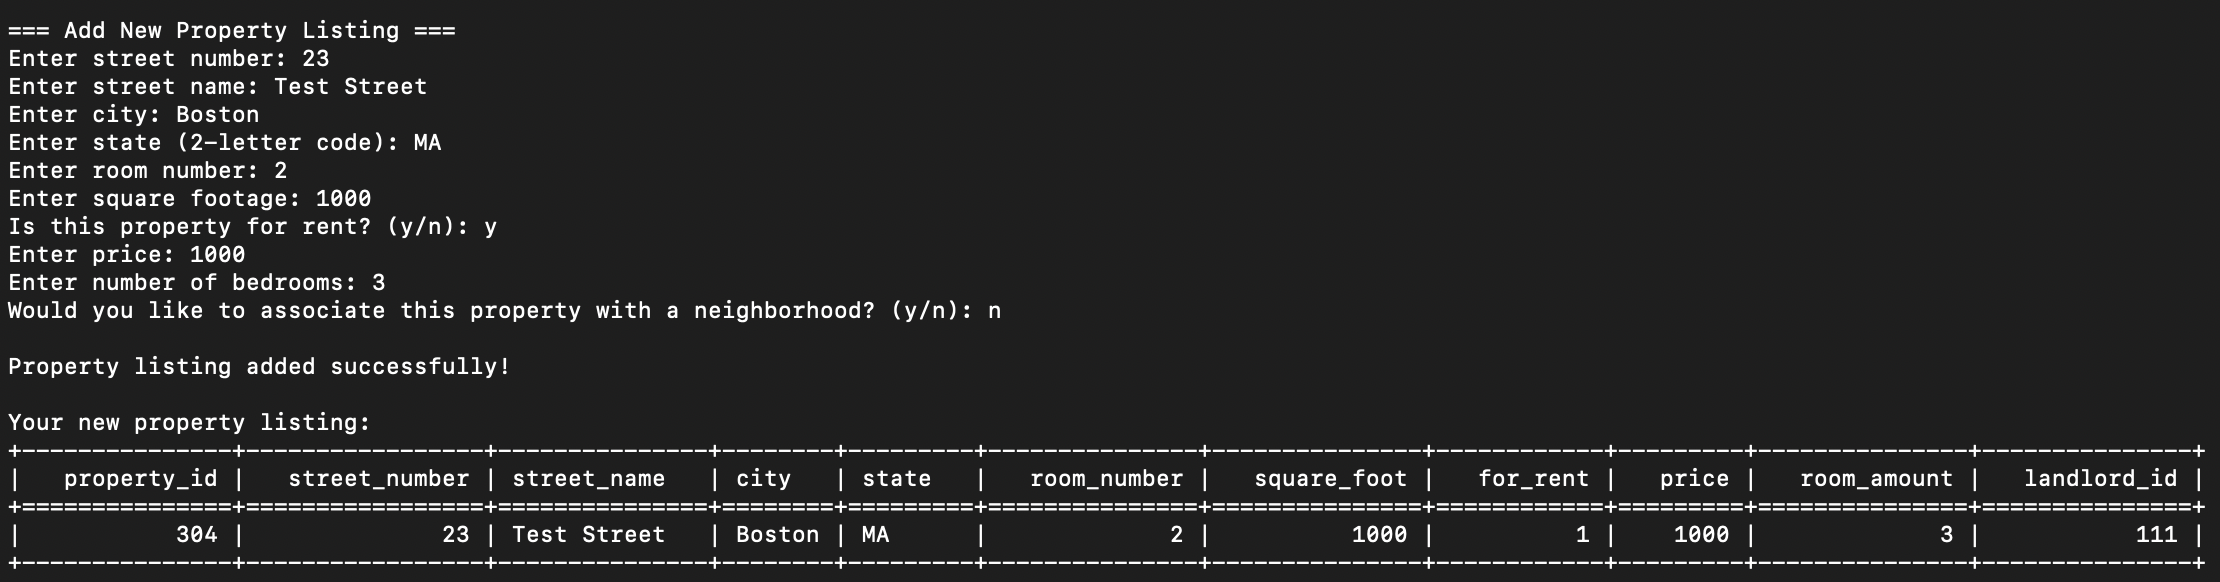 === Add New Property Listing ===
Enter street number: 23
Enter street name: Test Street
Enter city: Boston
Enter state (2-letter code): MA
Enter room number: 2
Enter square footage: 1000
Is this property for rent? (y/n): y
Enter price: 1000
Enter number of bedrooms: 3
Would you like to associate this property with a neighborhood? (y/n): n
Property listing added successfully!
Your new property listing:
+---------------+-----------------+---------------+--------+---------+---------------+---------------+------------+---------+---------------+---------------+
|   property_id |   street_number | street_name   | city   | state   |   room_number |   square_foot |   for_rent |   price |   room_amount |   landlord_id |
+===============+=================+===============+========+=========+===============+===============+============+=========+===============+===============+
|           304 |              23 | Test Street   | Boston | MA      |             2 |          1000 |          1 |    1000 |             3 |           111 |
+---------------+-----------------+---------------+--------+---------+---------------+---------------+------------+---------+---------------+---------------+